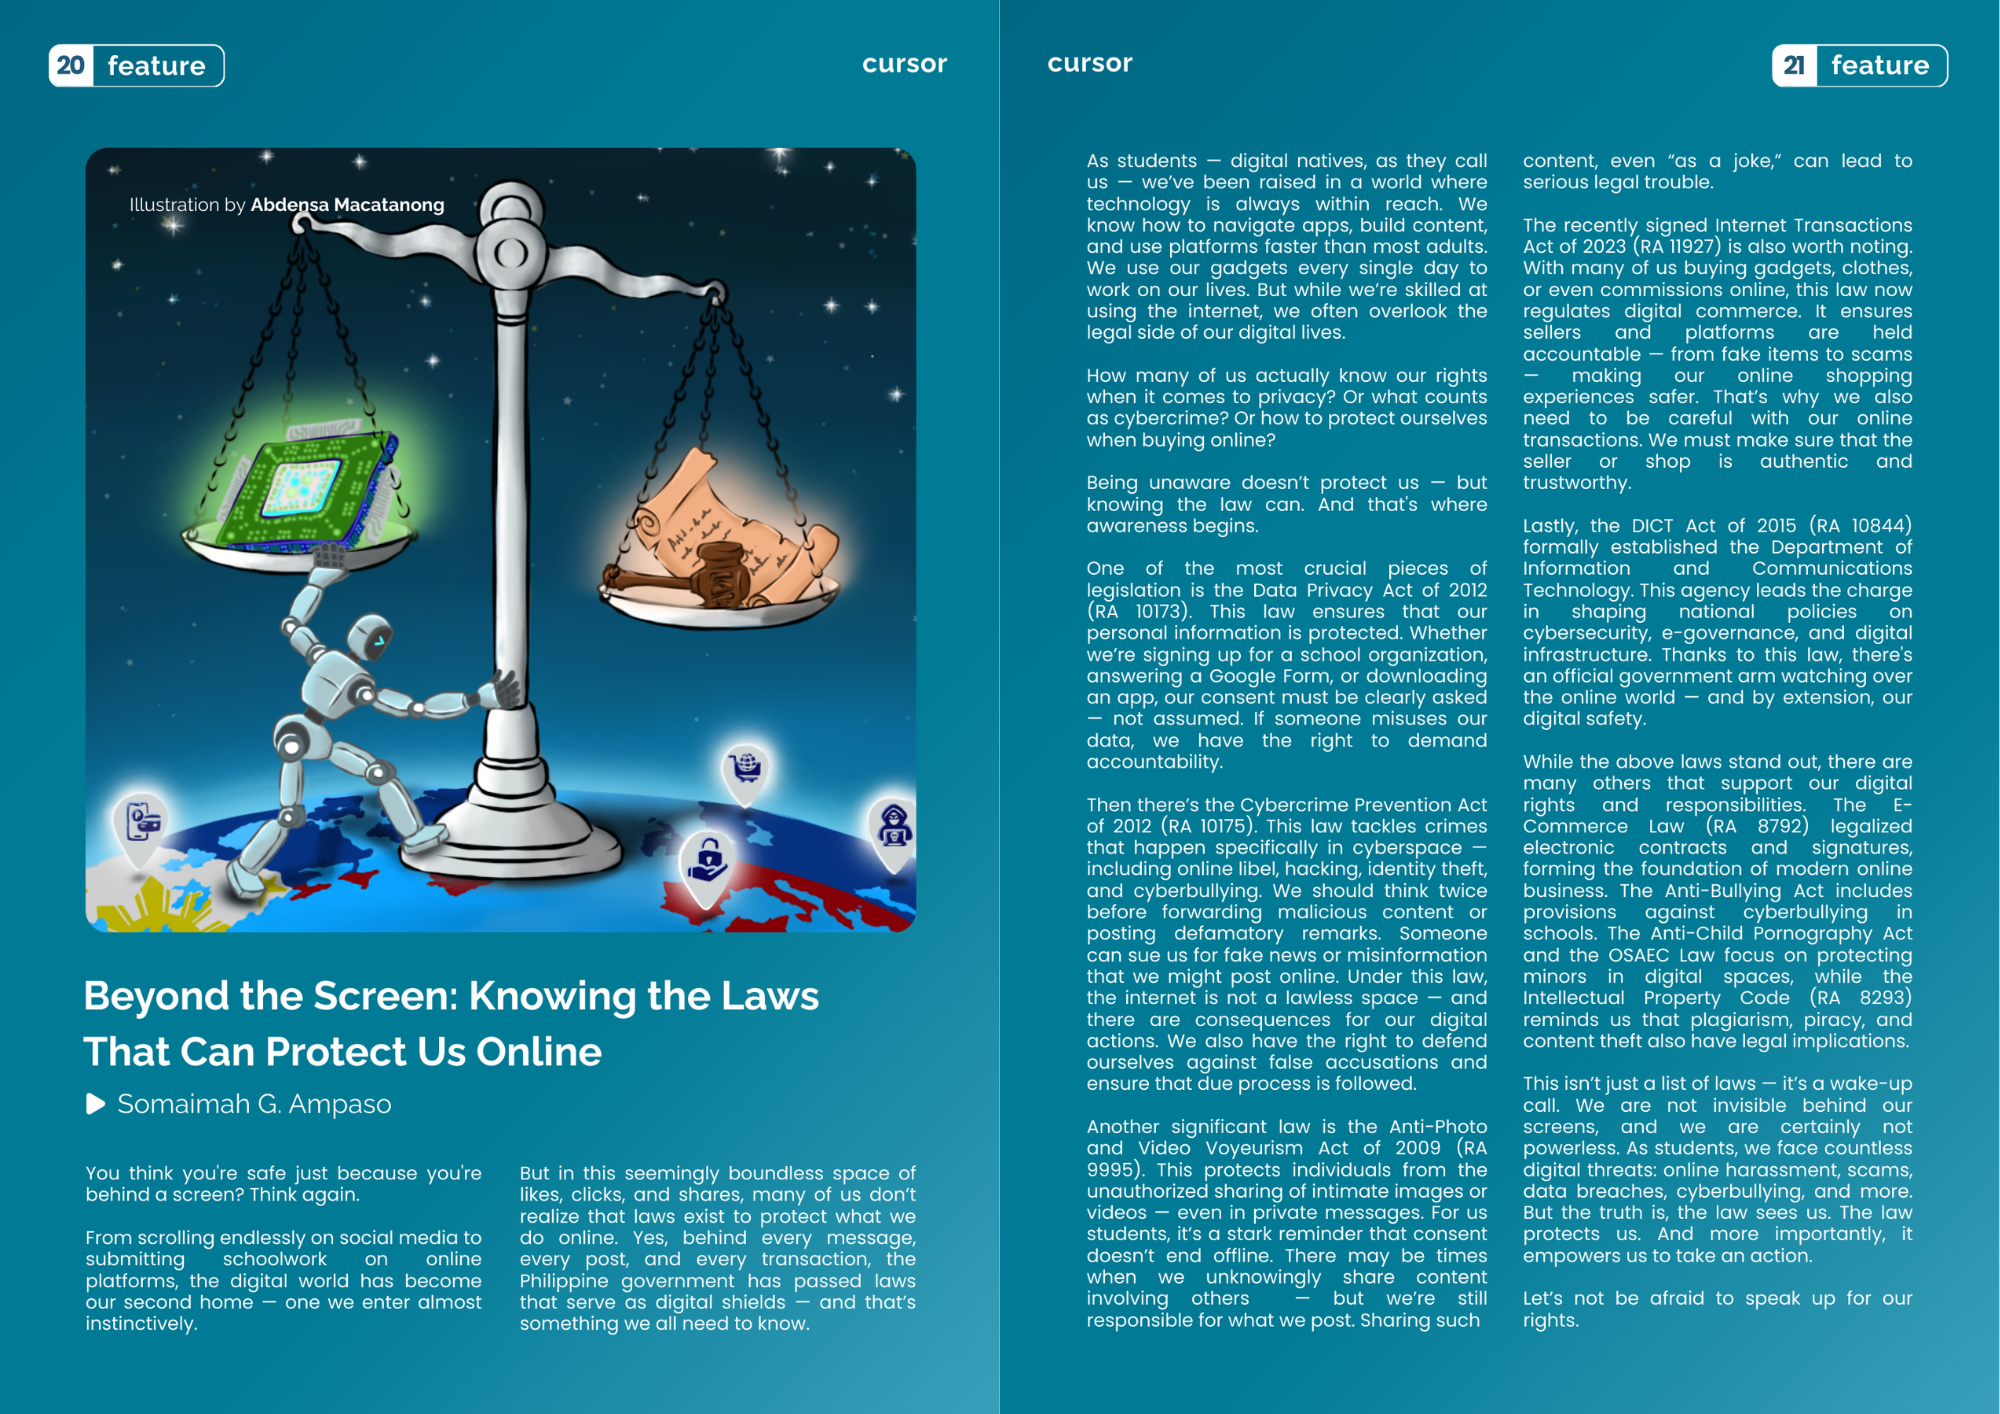 20 feature
cursor
Illustration by Abdensa Macatanong
Beyond the Screen: Knowing the Laws
That Can Protect Us Online
Somaimah G. Ampaso
You think you're safe just because you're
behind a screen? Think again.
From scrolling endlessly on social media to
submitting schoolwork on online
platforms, the digital world has become
our second home — one we enter almost
instinctively.
But in this seemingly boundless space of
likes, clicks, and shares, many of us don’t
realize that laws exist to protect what we
do online. Yes, behind every message,
every post, and every transaction, the
Philippine government has passed laws
that serve as digital shields — and that’s
something we all need to know.
cursor
21 feature
As students — digital natives, as they call
us — we’ve been raised in a world where
technology is always within reach. We
know how to navigate apps, build content,
and use platforms faster than most adults.
We use our gadgets every single day to
work on our lives. But while we’re skilled at
using the internet, we often overlook the
legal side of our digital lives.
How many of us actually know our rights
when it comes to privacy? Or what counts
as cybercrime? Or how to protect ourselves
when buying online?
Being unaware doesn’t protect us — but
knowing the law can. And that's where
awareness begins.
One of the most crucial pieces of
legislation is the Data Privacy Act of 2012
(RA 10173). This law ensures that our
personal information is protected. Whether
we’re signing up for a school organization,
answering a Google Form, or downloading
an app, our consent must be clearly asked
— not assumed. If someone misuses our
data, we have the right to demand
accountability.
Then there’s the Cybercrime Prevention Act
of 2012 (RA 10175). This law tackles crimes
that happen specifically in cyberspace —
including online libel, hacking, identity theft,
and cyberbullying. We should think twice
before forwarding malicious content or
posting defamatory remarks. Someone
can sue us for fake news or misinformation
that we might post online. Under this law,
the internet is not a lawless space — and
there are consequences for our digital
actions. We also have the right to defend
ourselves against false accusations and
ensure that due process is followed.
Another significant law is the Anti-Photo
and Video Voyeurism Act of 2009 (RA
9995). This protects individuals from the
unauthorized sharing of intimate images or
videos — even in private messages. For us
students, it’s a stark reminder that consent
doesn’t end offline. There may be times
when we unknowingly share content
involving others — but we’re still
responsible for what we post. Sharing such
content, even “as a joke,” can lead to
serious legal trouble.
The recently signed Internet Transactions
Act of 2023 (RA 11927) is also worth noting.
With many of us buying gadgets, clothes,
or even commissions online, this law now
regulates digital commerce. It ensures
sellers and platforms are held
accountable — from fake items to scams
— making our online shopping
experiences safer. That’s why we also
need to be careful with our online
transactions. We must make sure that the
seller or shop is authentic and
trustworthy.
Lastly, the DICT Act of 2015 (RA 10844)
formally established the Department of
Information and Communications
Technology. This agency leads the charge
in shaping national policies on
cybersecurity, e-governance, and digital
infrastructure. Thanks to this law, there's
an official government arm watching over
the online world — and by extension, our
digital safety.
While the above laws stand out, there are
many others that support our digital
rights and responsibilities. The E-
Commerce Law (RA 8792) legalized
electronic contracts and signatures,
forming the foundation of modern online
business. The Anti-Bullying Act includes
provisions against cyberbullying in
schools. The Anti-Child Pornography Act
and the OSAEC Law focus on protecting
minors in digital spaces, while the
Intellectual Property Code (RA 8293)
reminds us that plagiarism, piracy, and
content theft also have legal implications.
This isn’t just a list of laws — it’s a wake-up
call. We are not invisible behind our
screens, and we are certainly not
powerless. As students, we face countless
digital threats: online harassment, scams,
data breaches, cyberbullying, and more.
But the truth is, the law sees us. The law
protects us. And more importantly, it
empowers us to take an action.
Let’s not be afraid to speak up for our
rights.